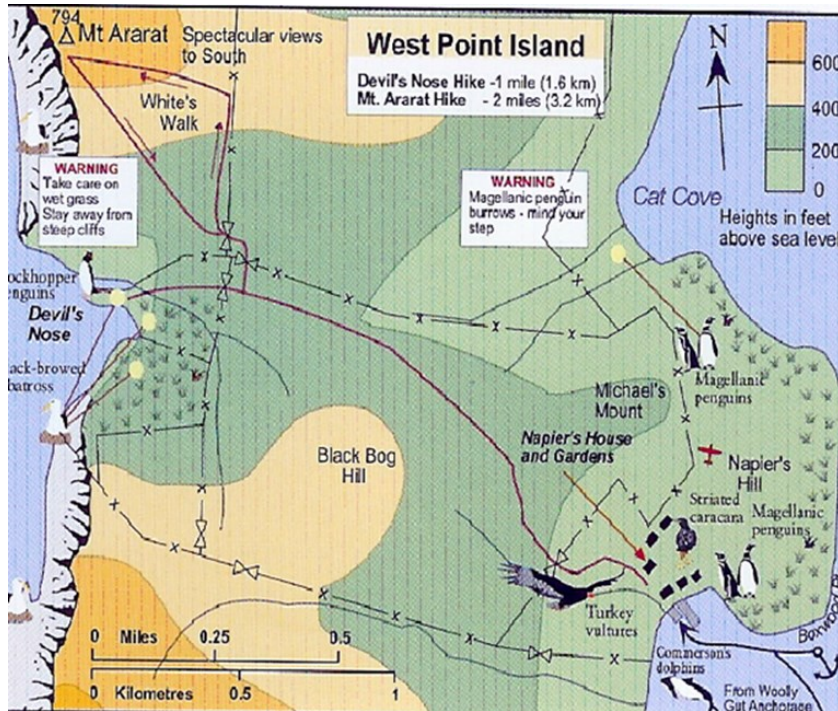 794
Mt Ararat
Spectacular views
to South
White's
Walk
West Point Island
Devil's Nose Hike -1 mile (1.6 km)
Mt. Ararat Hike - 2 miles (3.2 km)
N
600
400
200
0
Heights in feet
above sea level
WARNING
Take care on
wet grass
Stay away from
steep cliffs
WARNING
Magellanic penguin
burrows - mind your
step
Cat Cove
ockhopper
enguins
Devil's
Nose
ack-browed
batross
Magellanic
penguins
Michael's
Mount
Napier's House
and Gardens
Black Bog
Hill
Napier's
Hill
Striated
caracara
Magellanic
penguins
Turkey
vultures
Commerson's
dolphins
From Woolly
Gut Anchorage
0 Miles 0.25 0.5
0 Kilometres 0.5 1